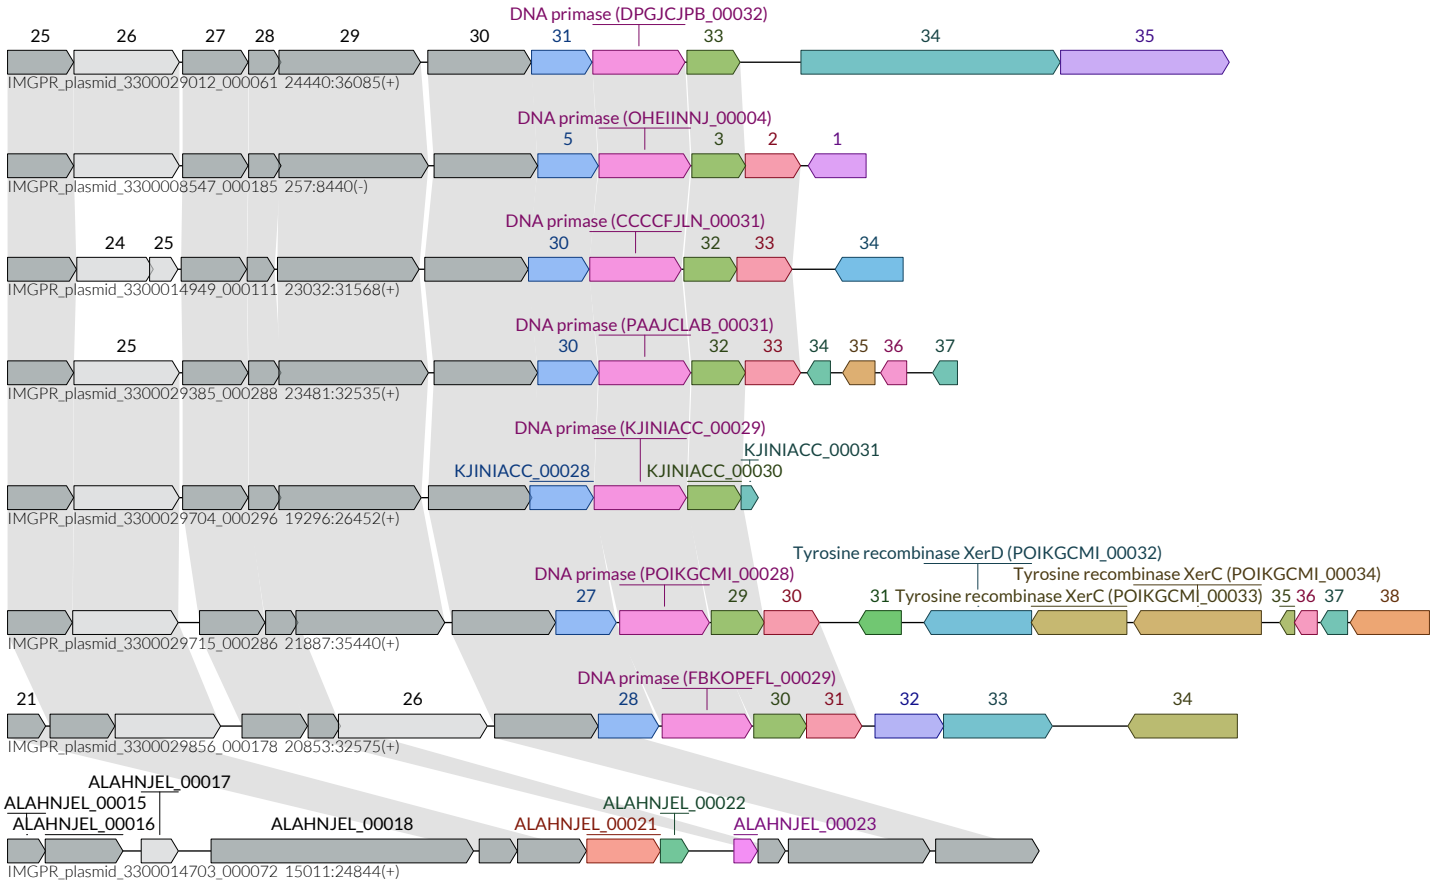 DNA primase (DPGJCJPB_00032)
25 26 27 28 29 30 31 33 34 35
IMGPR_plasmid_3300029012_000061 24440:36085(+)
DNA primase (OHEIINNJ_00004)
5 3 2 1
IMGPR_plasmid_3300008547_000185 257:8440(-)
DNA primase (CCCCFJLN_00031)
24 25 30 32 33 34
IMGPR_plasmid_3300014949_000111 23032:31568(+)
DNA primase (PAAJCLAB_00031)
25 30 32 33 34 35 36 37
IMGPR_plasmid_3300029385_000288 23481:32535(+)
DNA primase (KJINIACC_00029)
KJINIACC_00031
KJINIACC_00028 KJINIACC_00030
IMGPR_plasmid_3300029704_000296 19296:26452(+)
Tyrosine recombinase XerD (POIKGCMI_00032)
DNA primase (POIKGCMI_00028) Tyrosine recombinase XerC (POIKGCMI_00034)
27 29 30 31 Tyrosine recombinase XerC (POIKGCMI_00033) 35 36 37 38
IMGPR_plasmid_3300029715_000286 21887:35440(+)
DNA primase (FBKOPEFL_00029)
21 26 28 30 31 32 33 34
IMGPR_plasmid_3300029856_000178 20853:32575(+)
ALAHNJEL_00017
ALAHNJEL_00015 ALAHNJEL_00022
ALAHNJEL_00016 ALAHNJEL_00018 ALAHNJEL_00021 ALAHNJEL_00023
IMGPR_plasmid_3300014703_000072 15011:24844(+)